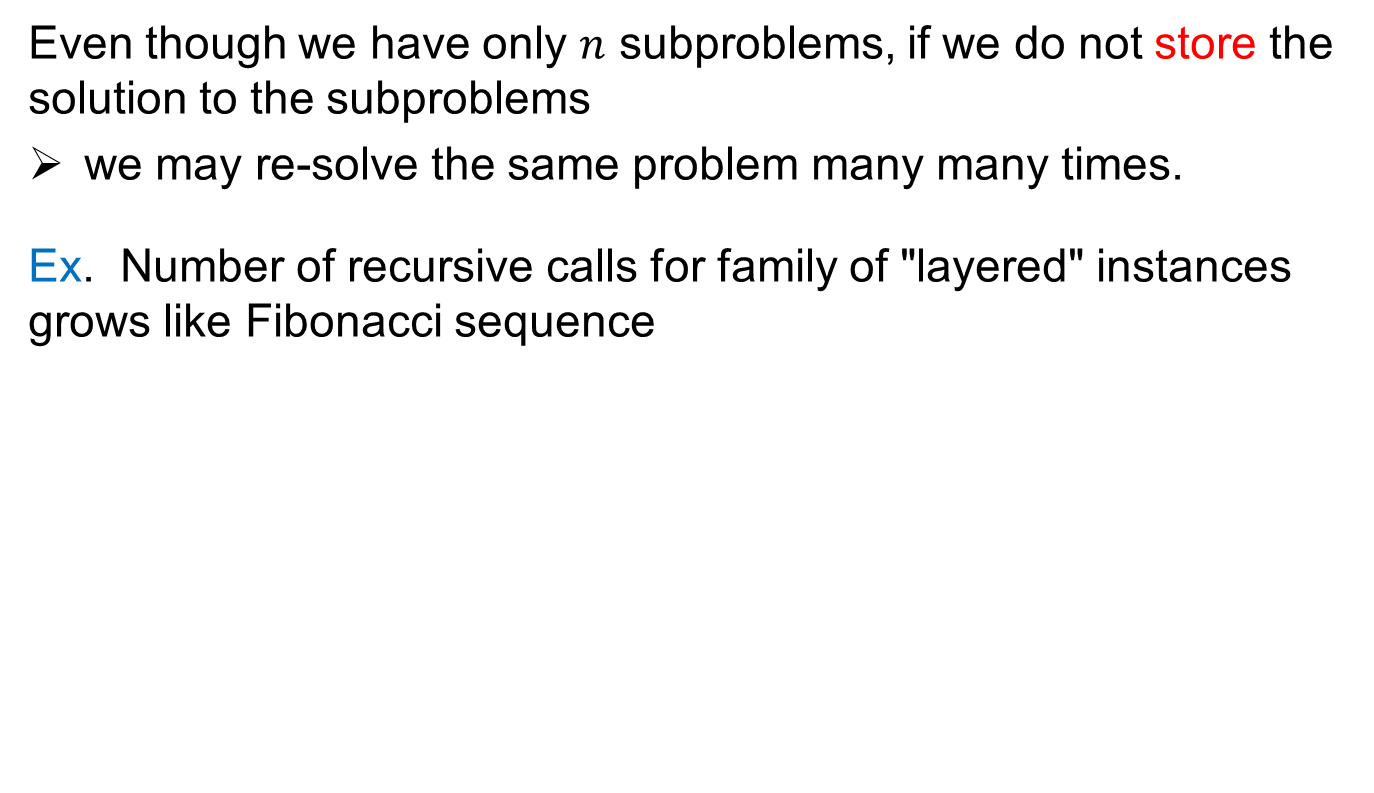 Even though we have only 𝑛 subproblems, if we do not store the
solution to the subproblems
➢ we may re-solve the same problem many many times.
Ex. Number of recursive calls for family of "layered" instances
grows like Fibonacci sequence